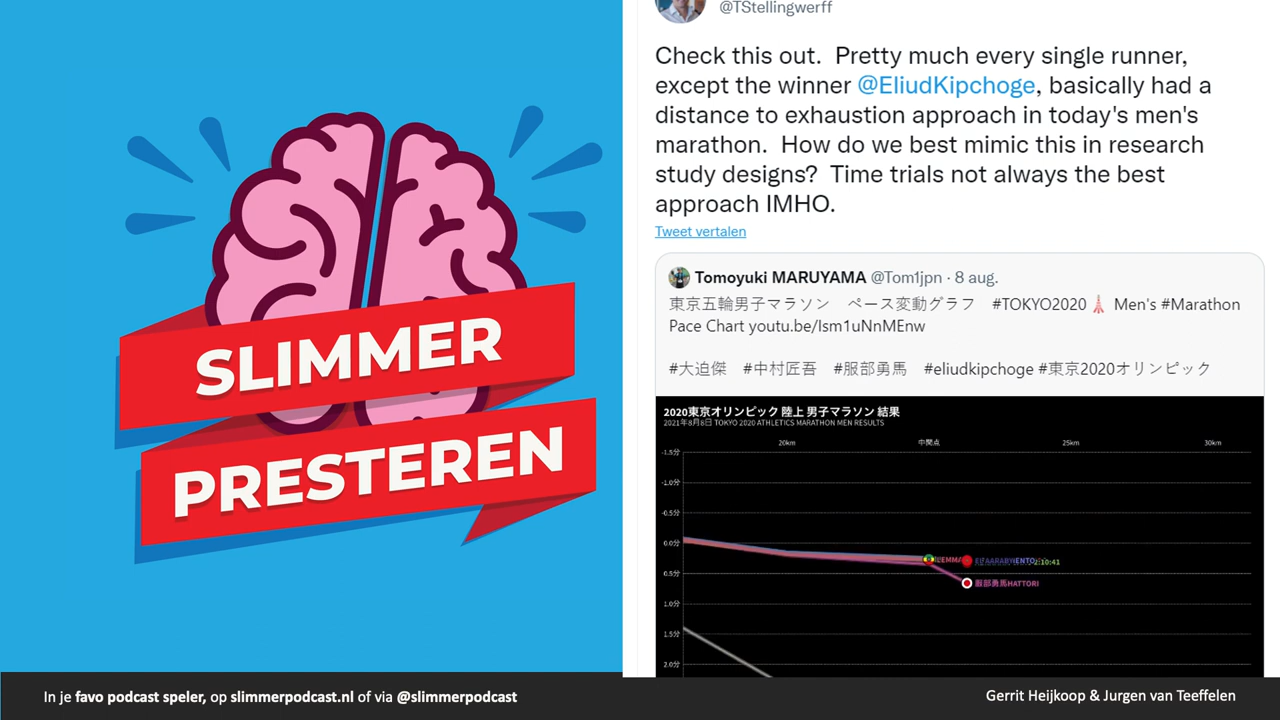 SLIMMER
PRESTEREN
@TStellingwerff
Check this out. Pretty much every single runner,
except the winner @EliudKipchoge, basically had a
distance to exhaustion approach in today's men's
marathon. How do we best mimic this in research
study designs? Time trials not always the best
approach IMHO.
Tweet vertalen
Tomoyuki MARUYAMA @Tom1jpn · 8 aug.
東京五輪男子マラソン ペース変動グラフ #TOKYO2020🗼 Men's #Marathon
Pace Chart youtu.be/Ism1uNnMEnw
#大迫傑 #中村匠吾 #服部勇馬 #eliudkipchoge #東京2020オリンピック
2020東京オリンピック 陸上 男子マラソン 結果
2021年8月8日 TOKYO 2020 ATHLETICS MARATHON MEN RESULTS
20km 中間点 25km 30km
-1.5分
-1.0分
-0.5分
0.0分
0.5分
服部勇馬HATTORI
1.0分
1.5分
2.0分
In je favo podcast speler, op slimmerpodcast.nl of via @slimmerpodcast
Gerrit Heijkoop & Jurgen van Teeffelen